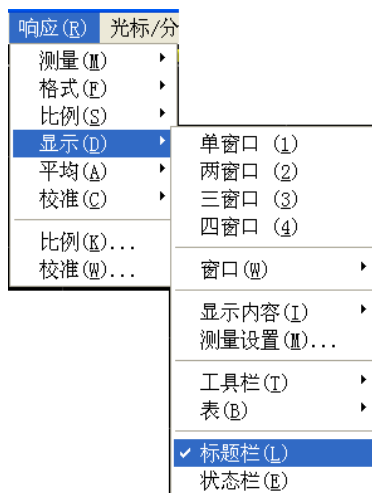 响应(R) 光标/分
测量(M)
格式(F)
比例(S)
显示(D)
平均(A)
校准(C)
比例(K)...
校准(W)...
单窗口 (1)
两窗口 (2)
三窗口 (3)
四窗口 (4)
窗口(W)
显示内容(I)
测量设置(M)...
工具栏(T)
表(B)
标题栏(L)
状态栏(E)